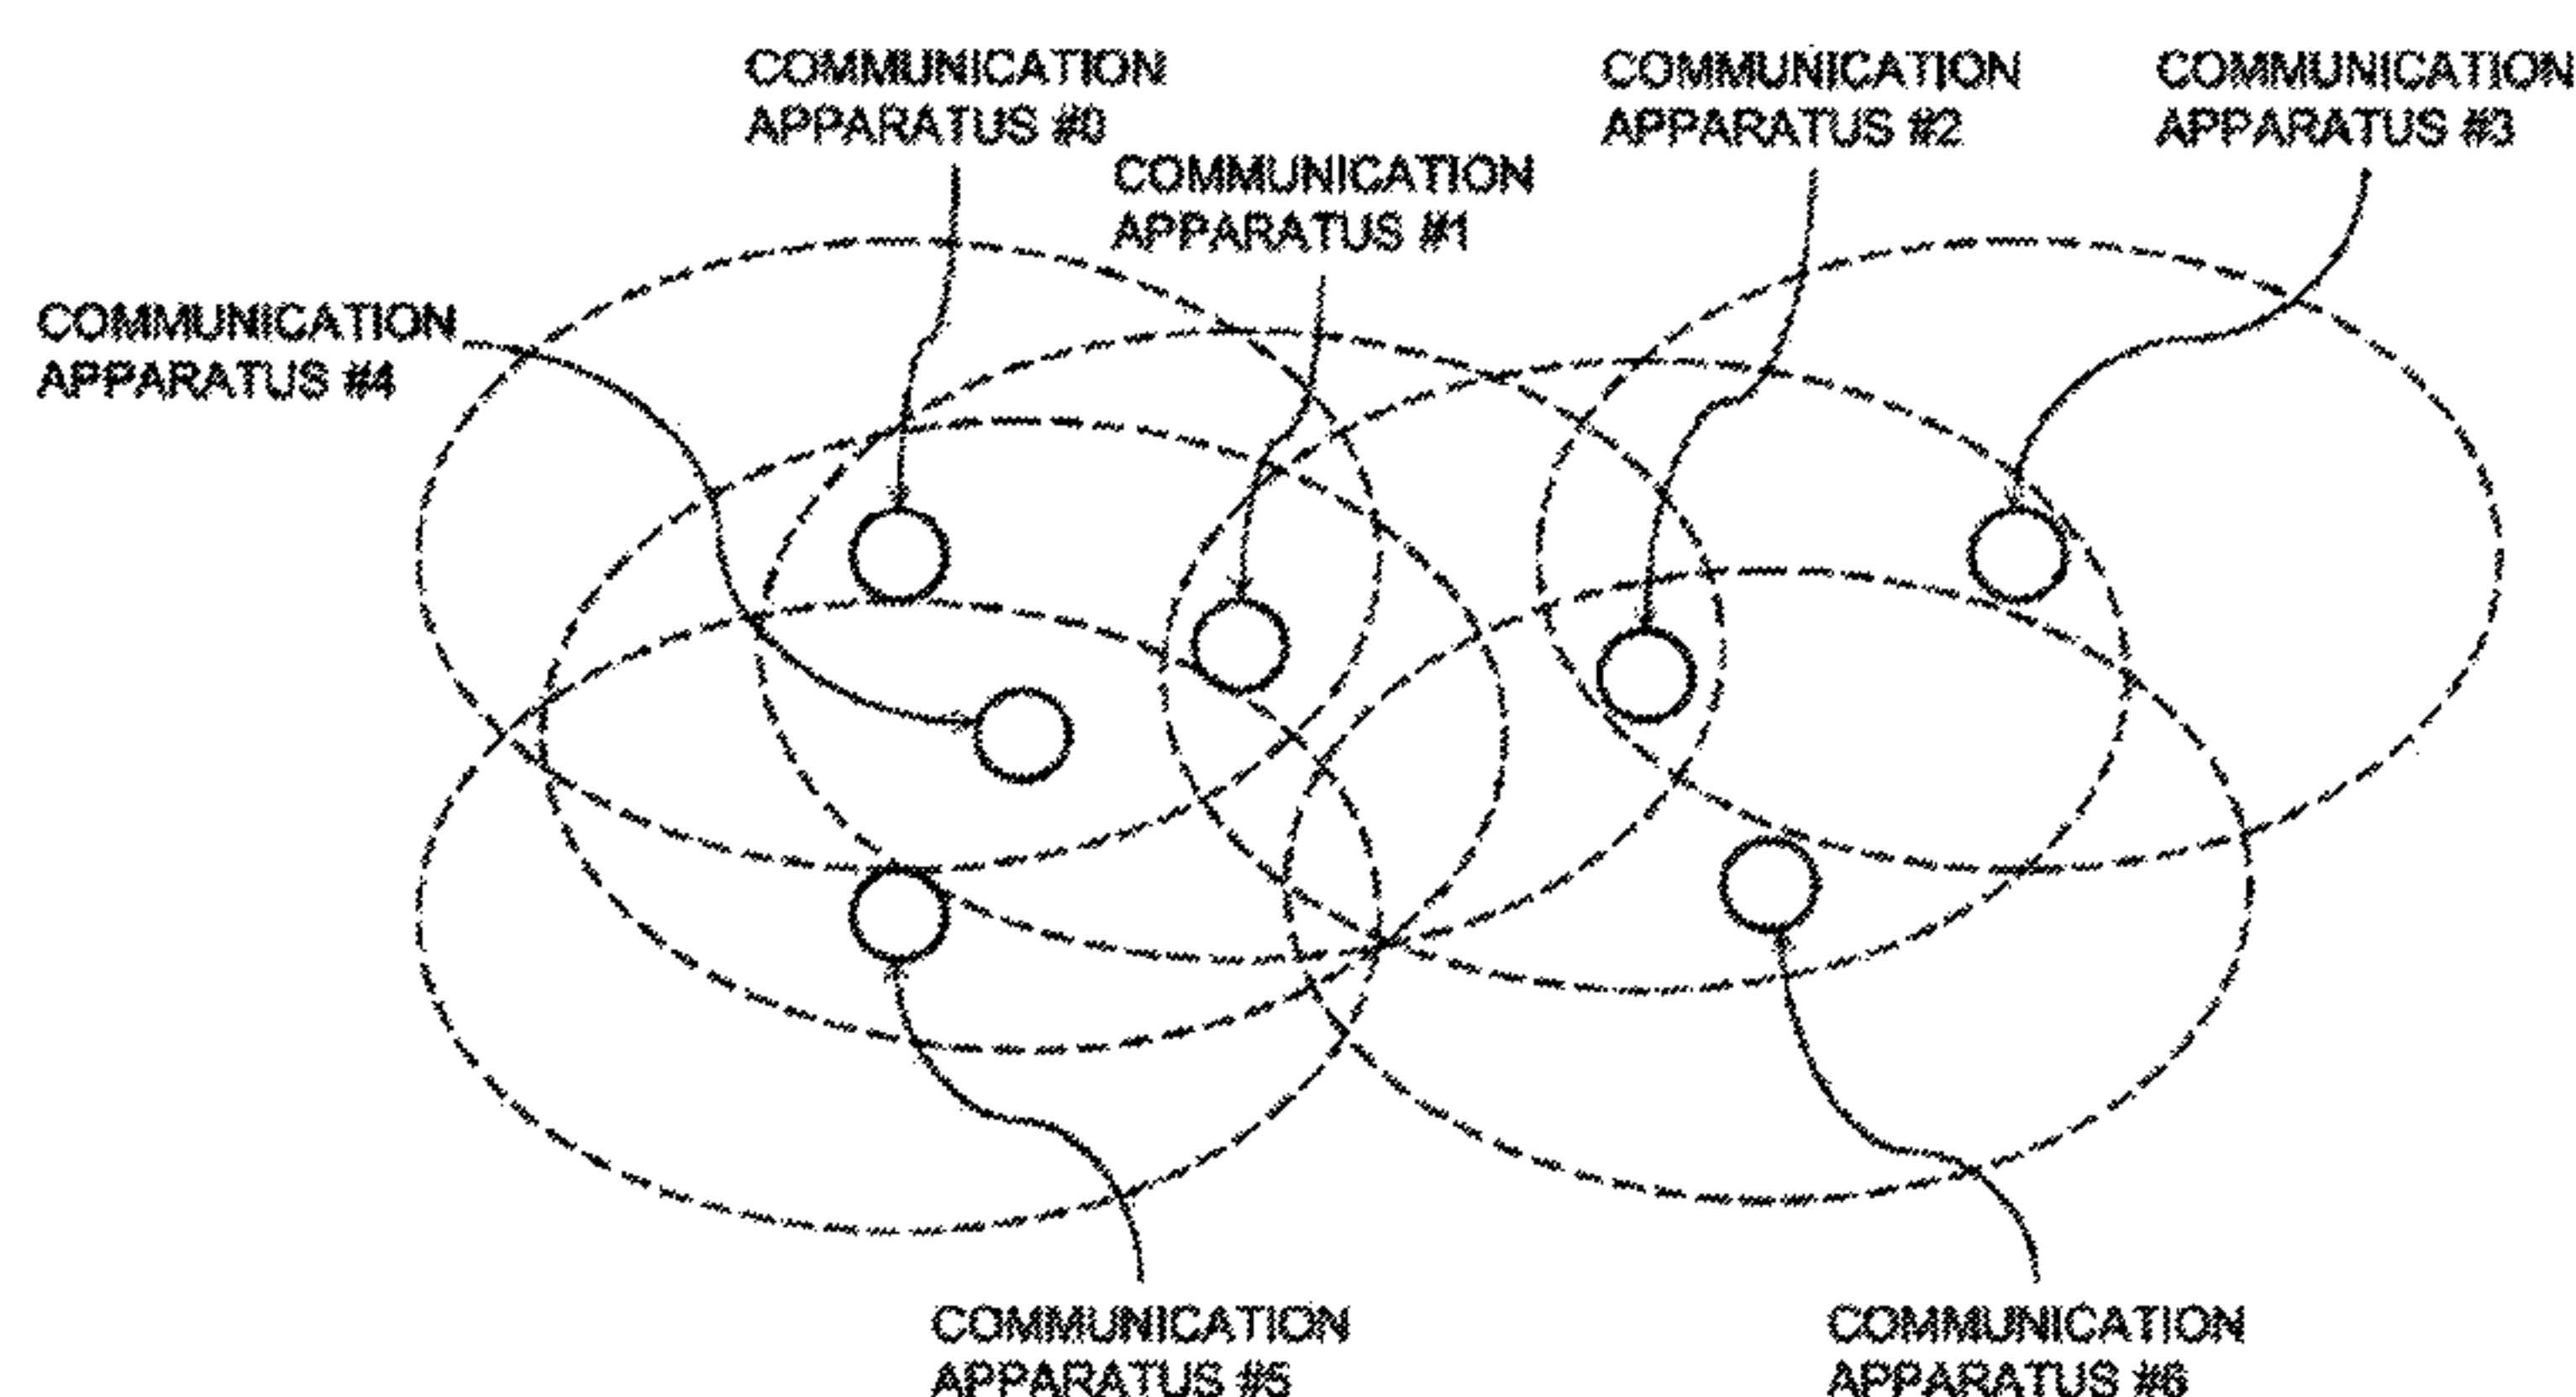 COMMUNICATION
APPARATUS #0
COMMUNICATION
APPARATUS #2
COMMUNICATION
APPARATUS #3
COMMUNICATION
APPARATUS #1
COMMUNICATION
APPARATUS #4
COMMUNICATION
APPARATUS #5
COMMUNICATION
APPARATUS #6